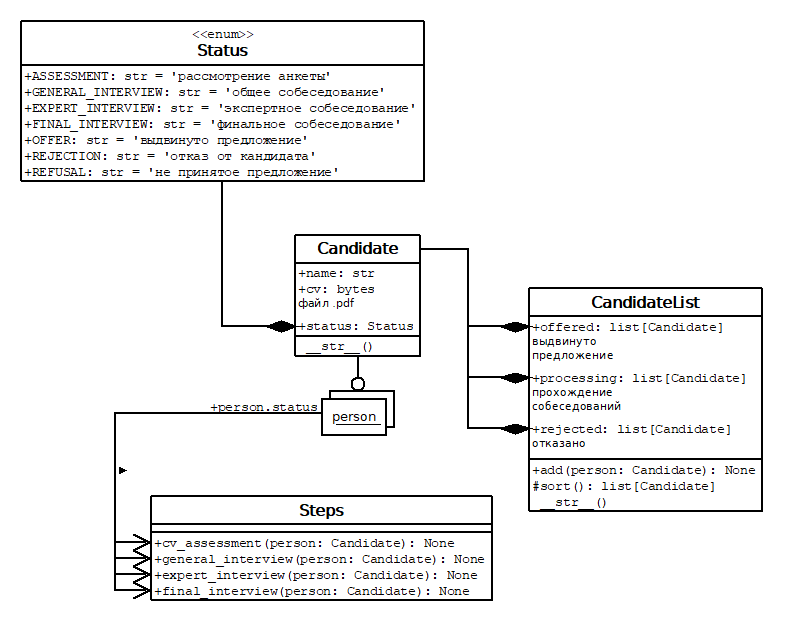 <<enum>>
Status
+ASSESSMENT: str = 'рассмотрение анкеты'
+GENERAL_INTERVIEW: str = 'общее собеседование'
+EXPERT_INTERVIEW: str = 'экспертное собеседование'
+FINAL_INTERVIEW: str = 'финальное собеседование'
+OFFER: str = 'выдвинуто предложение'
+REJECTION: str = 'отказ от кандидата'
+REFUSAL: str = 'не принятое предложение'
Candidate
+name: str
+cv: bytes
файл .pdf
+status: Status
__str__()
CandidateList
+offered: list[Candidate]
выдвинуто
предложение
+processing: list[Candidate]
прохождение
собеседований
+rejected: list[Candidate]
отказано
+add(person: Candidate): None
#sort(): list[Candidate]
__str__()
+person.status
person
Steps
+cv_assessment(person: Candidate): None
+general_interview(person: Candidate): None
+expert_interview(person: Candidate): None
+final_interview(person: Candidate): None